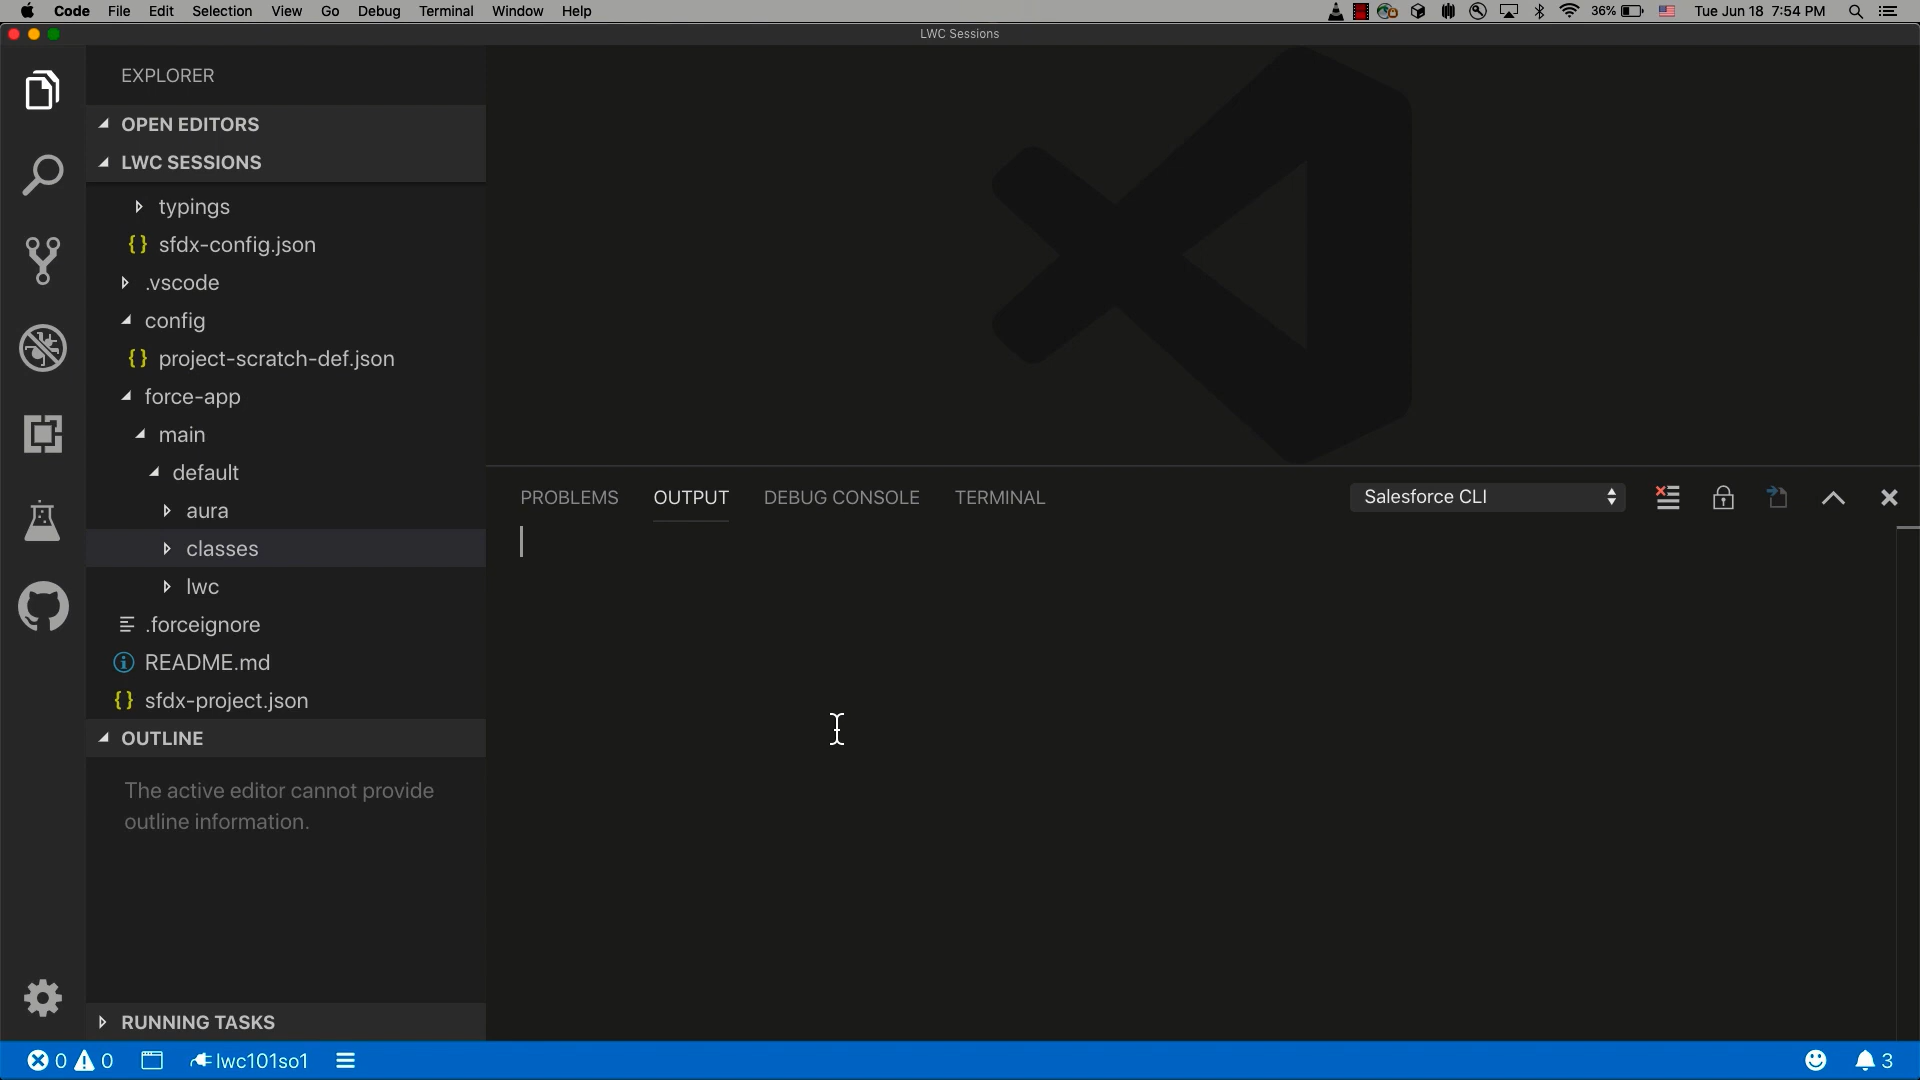 Code File Edit Selection View Go Debug Terminal Window Help 36% Tue Jun 18 7:54 PM
LWC Sessions
EXPLORER
OPEN EDITORS
LWC SESSIONS
typings
{} sfdx-config.json
.vscode
config
{} project-scratch-def.json
force-app
main
default
aura
classes
lwc
.forceignore
README.md
{} sfdx-project.json
OUTLINE
The active editor cannot provide
outline information.
RUNNING TASKS
PROBLEMS OUTPUT DEBUG CONSOLE TERMINAL Salesforce CLI
0 0 lwc101so1 3